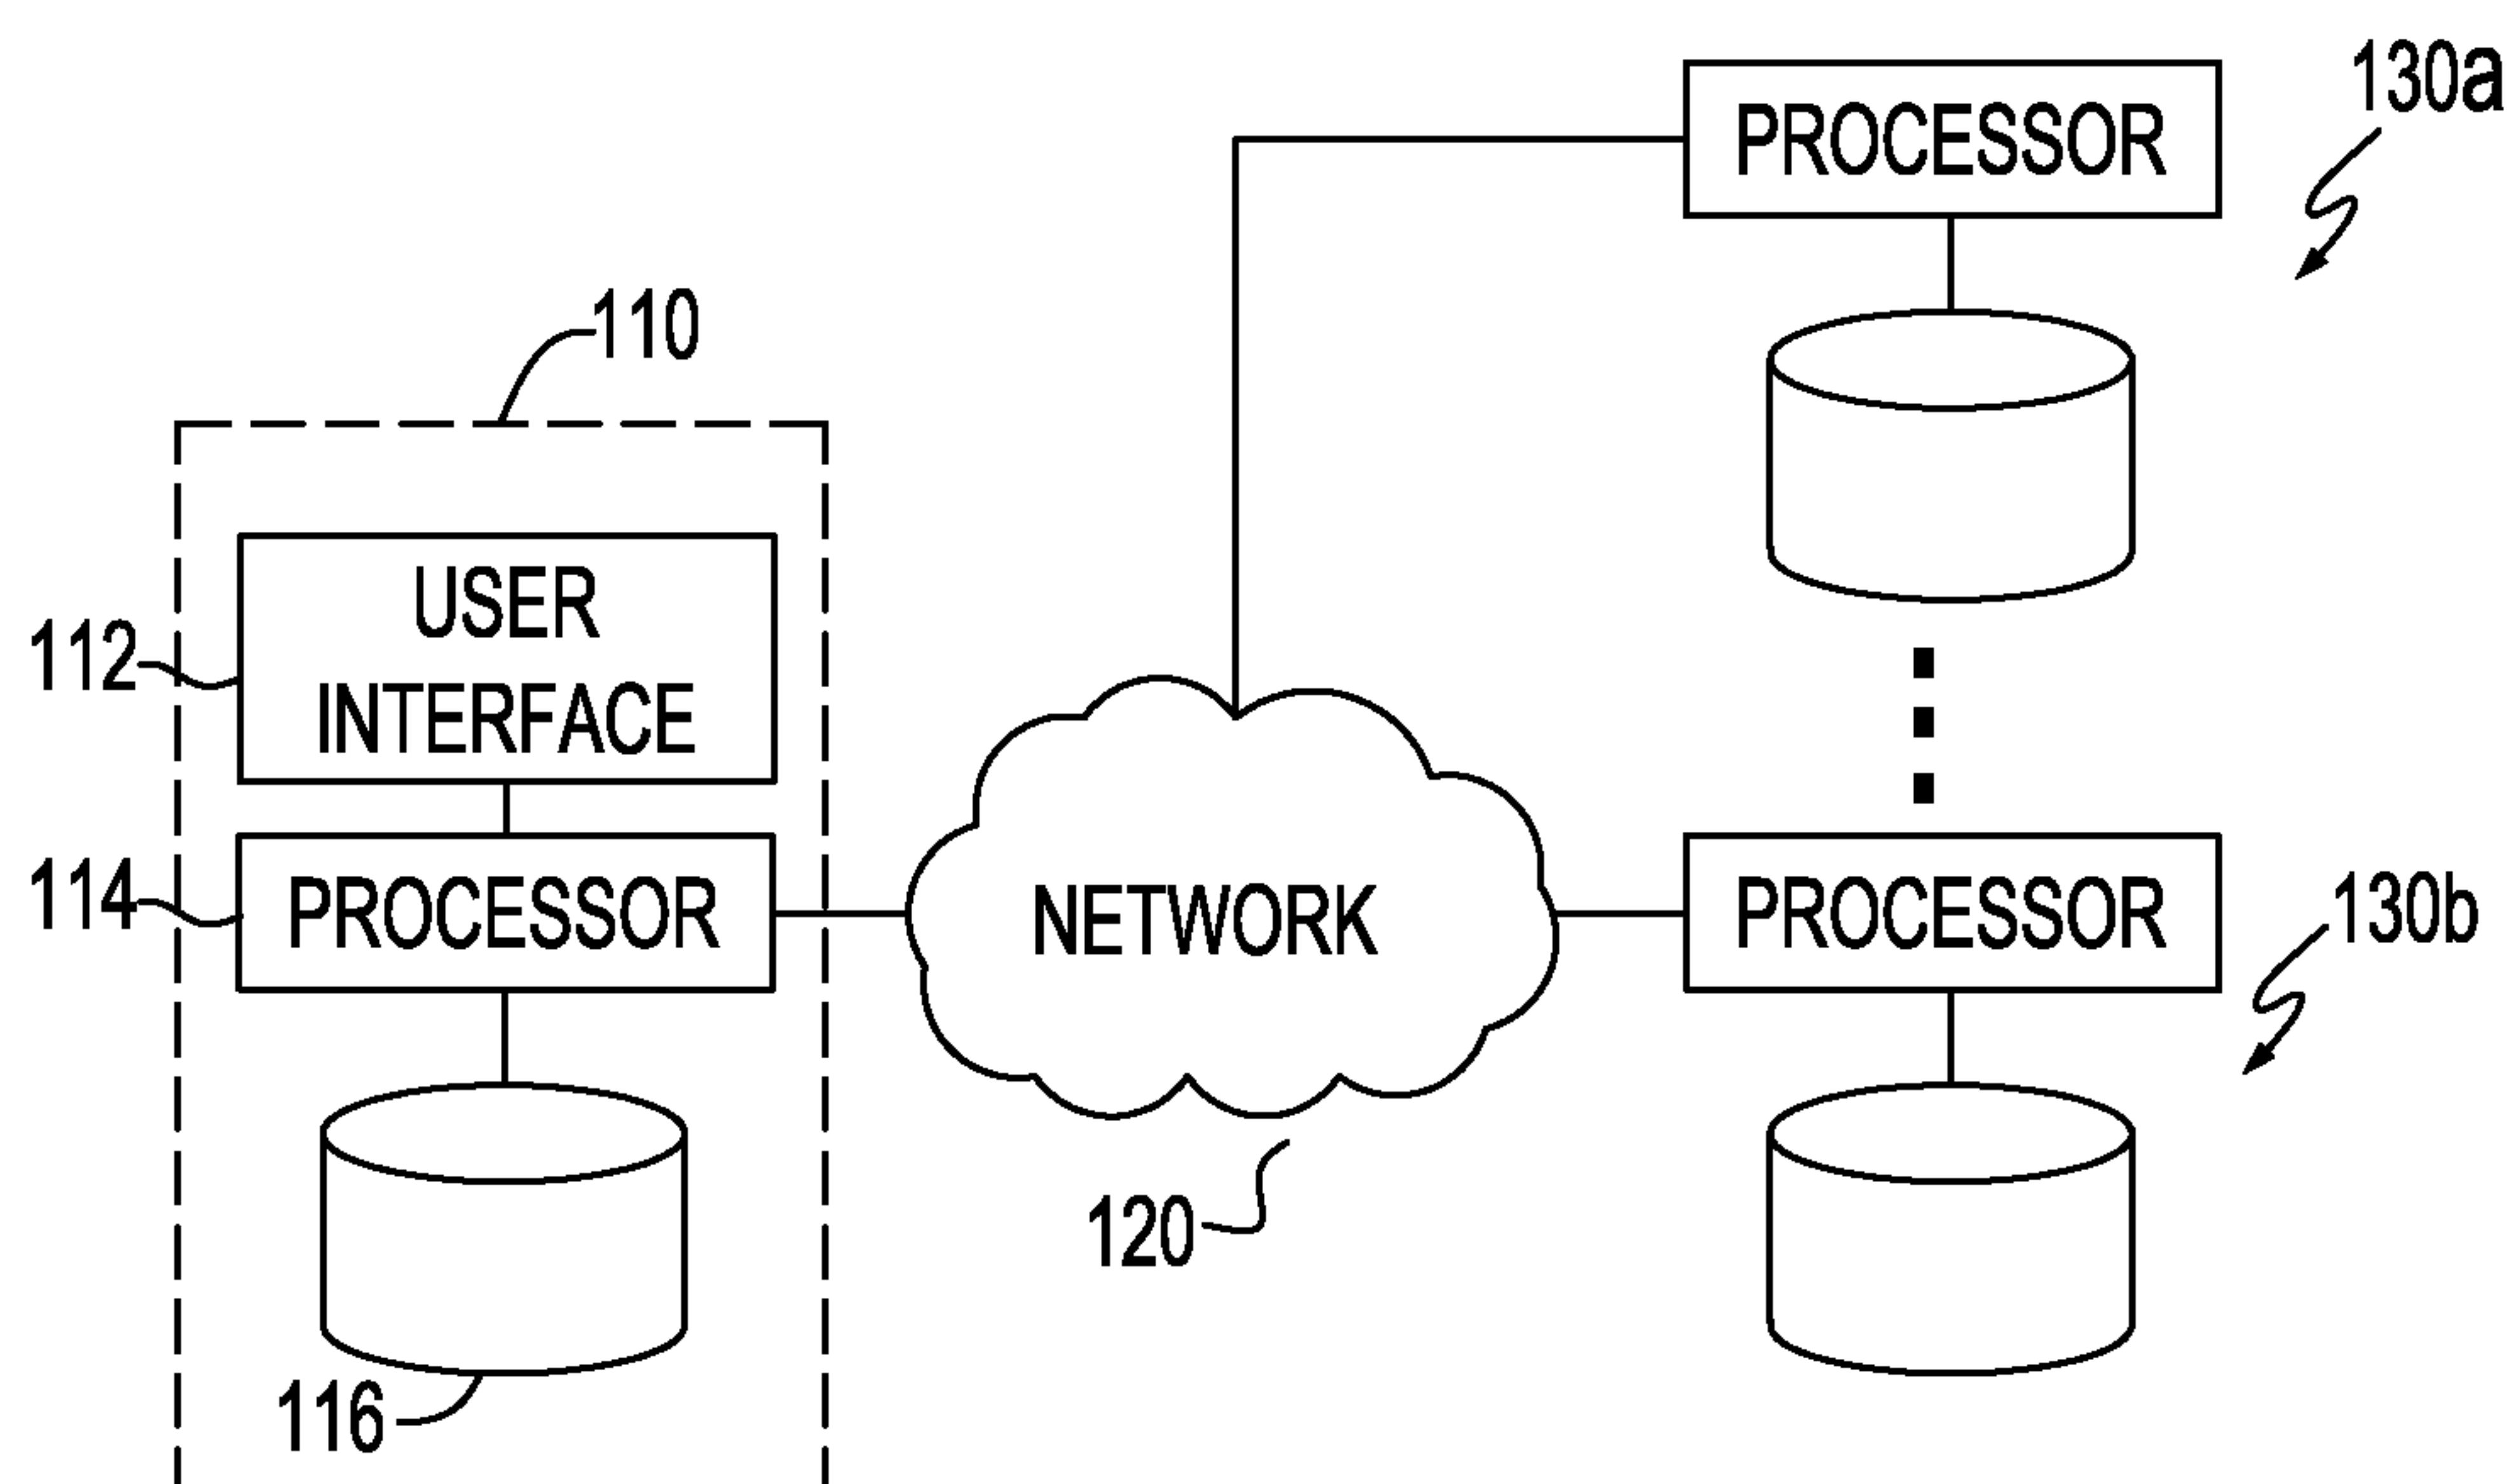 130a
PROCESSOR
110
USER
INTERFACE
112
114
PROCESSOR
NETWORK
PROCESSOR
130b
120
116